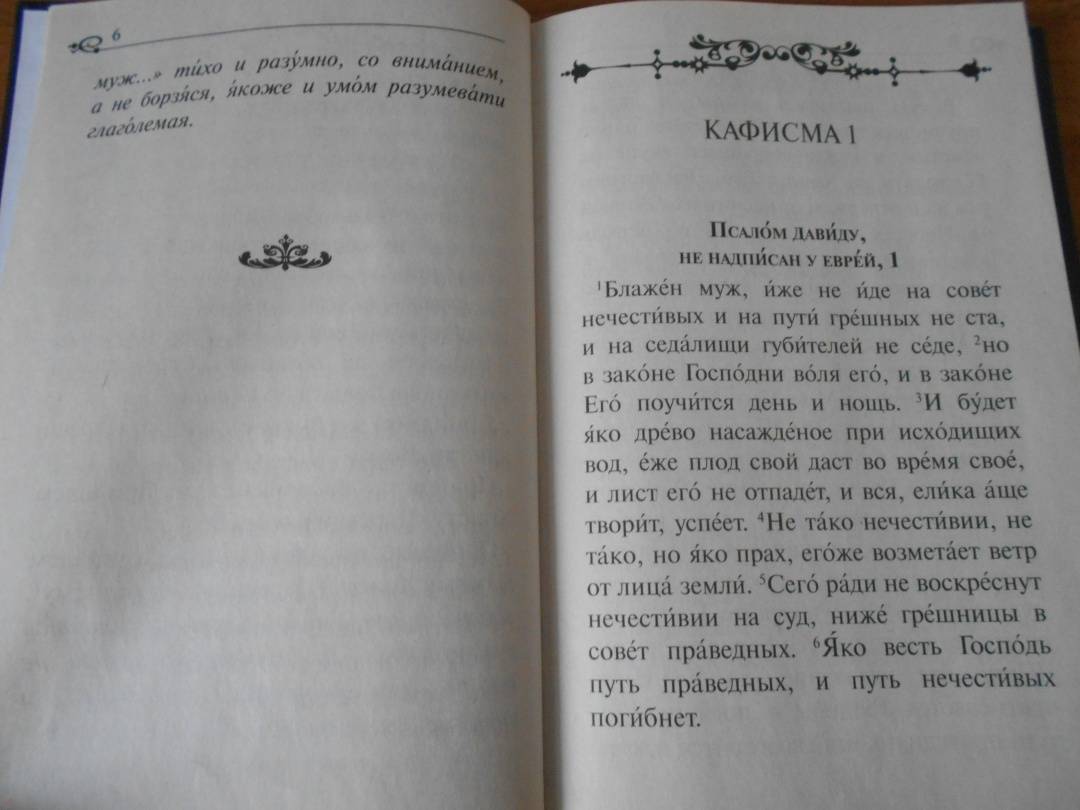 6
муж...» ти́хо и разу́мно, со внима́нием,
а не борзя́ся, я́коже и умо́м разумева́ти
глаго́лемая.
КАФИСМА 1
Псало́м дави́ду,
не надпи́сан у евре́й, 1
¹Блаже́н муж, и́же не и́де на сове́т
нечести́вых и на пути́ гре́шных не ста,
и на седа́лищи губи́телей не се́де, ²но
в зако́не Госпо́дни во́ля его́, и в зако́не
Его́ поучи́тся день и нощь. ³И бу́дет
я́ко дре́во насажде́ное при исхо́дищих
вод, е́же плод свой даст во вре́мя свое́,
и лист его́ не отпаде́т, и вся, ели́ка а́ще
твори́т, успе́ет. ⁴Не та́ко нечести́вии, не
та́ко, но я́ко прах, его́же возмета́ет ветр
от лица́ земли́. ⁵Сего́ ра́ди не воскре́снут
нечести́вии на суд, ниже́ гре́шницы в
сове́т пра́ведных. ⁶Я́ко весть Госпо́дь
путь пра́ведных, и путь нечести́вых
поги́бнет.